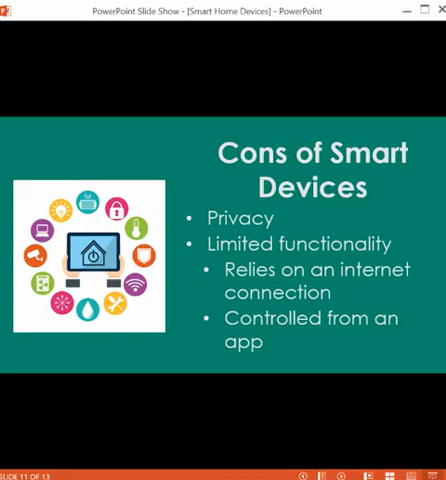 PowerPoint Slide Show - [Smart Home Devices] - PowerPoint
Cons of Smart
Devices
• Privacy
• Limited functionality
• Relies on an internet
connection
• Controlled from an
app
SLIDE 11 OF 13